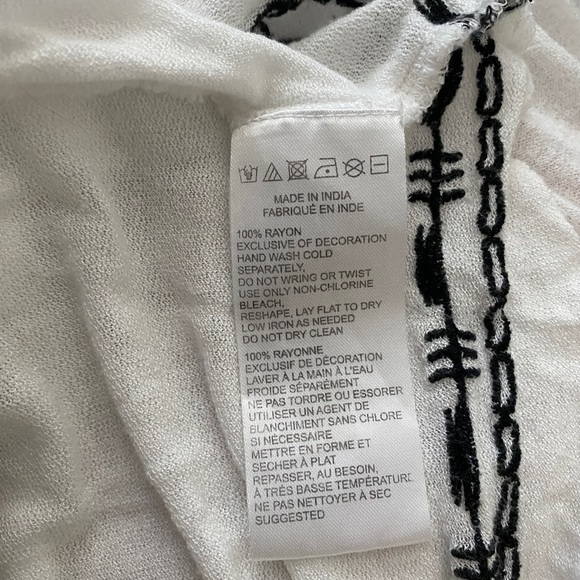 MADE IN INDIA
FABRIQUÉ EN INDE
100% RAYON
EXCLUSIVE OF DECORATION
HAND WASH COLD
SEPARATELY,
DO NOT WRING OR TWIST
USE ONLY NON-CHLORINE
BLEACH,
RESHAPE, LAY FLAT TO DRY
LOW IRON AS NEEDED
DO NOT DRY CLEAN
100% RAYONNE
EXCLUSIF DE DÉCORATION
LAVER À LA MAIN À L'EAU
FROIDE SÉPARÉMENT
NE PAS TORDRE OU ESSORER
UTILISER UN AGENT DE
BLANCHIMENT SANS CHLORE
SI NÉCESSAIRE
METTRE EN FORME ET
SECHER À PLAT
REPASSER, AU BESOIN,
À TRÈS BASSE TEMPÉRATURE
NE PAS NETTOYER À SEC
SUGGESTED